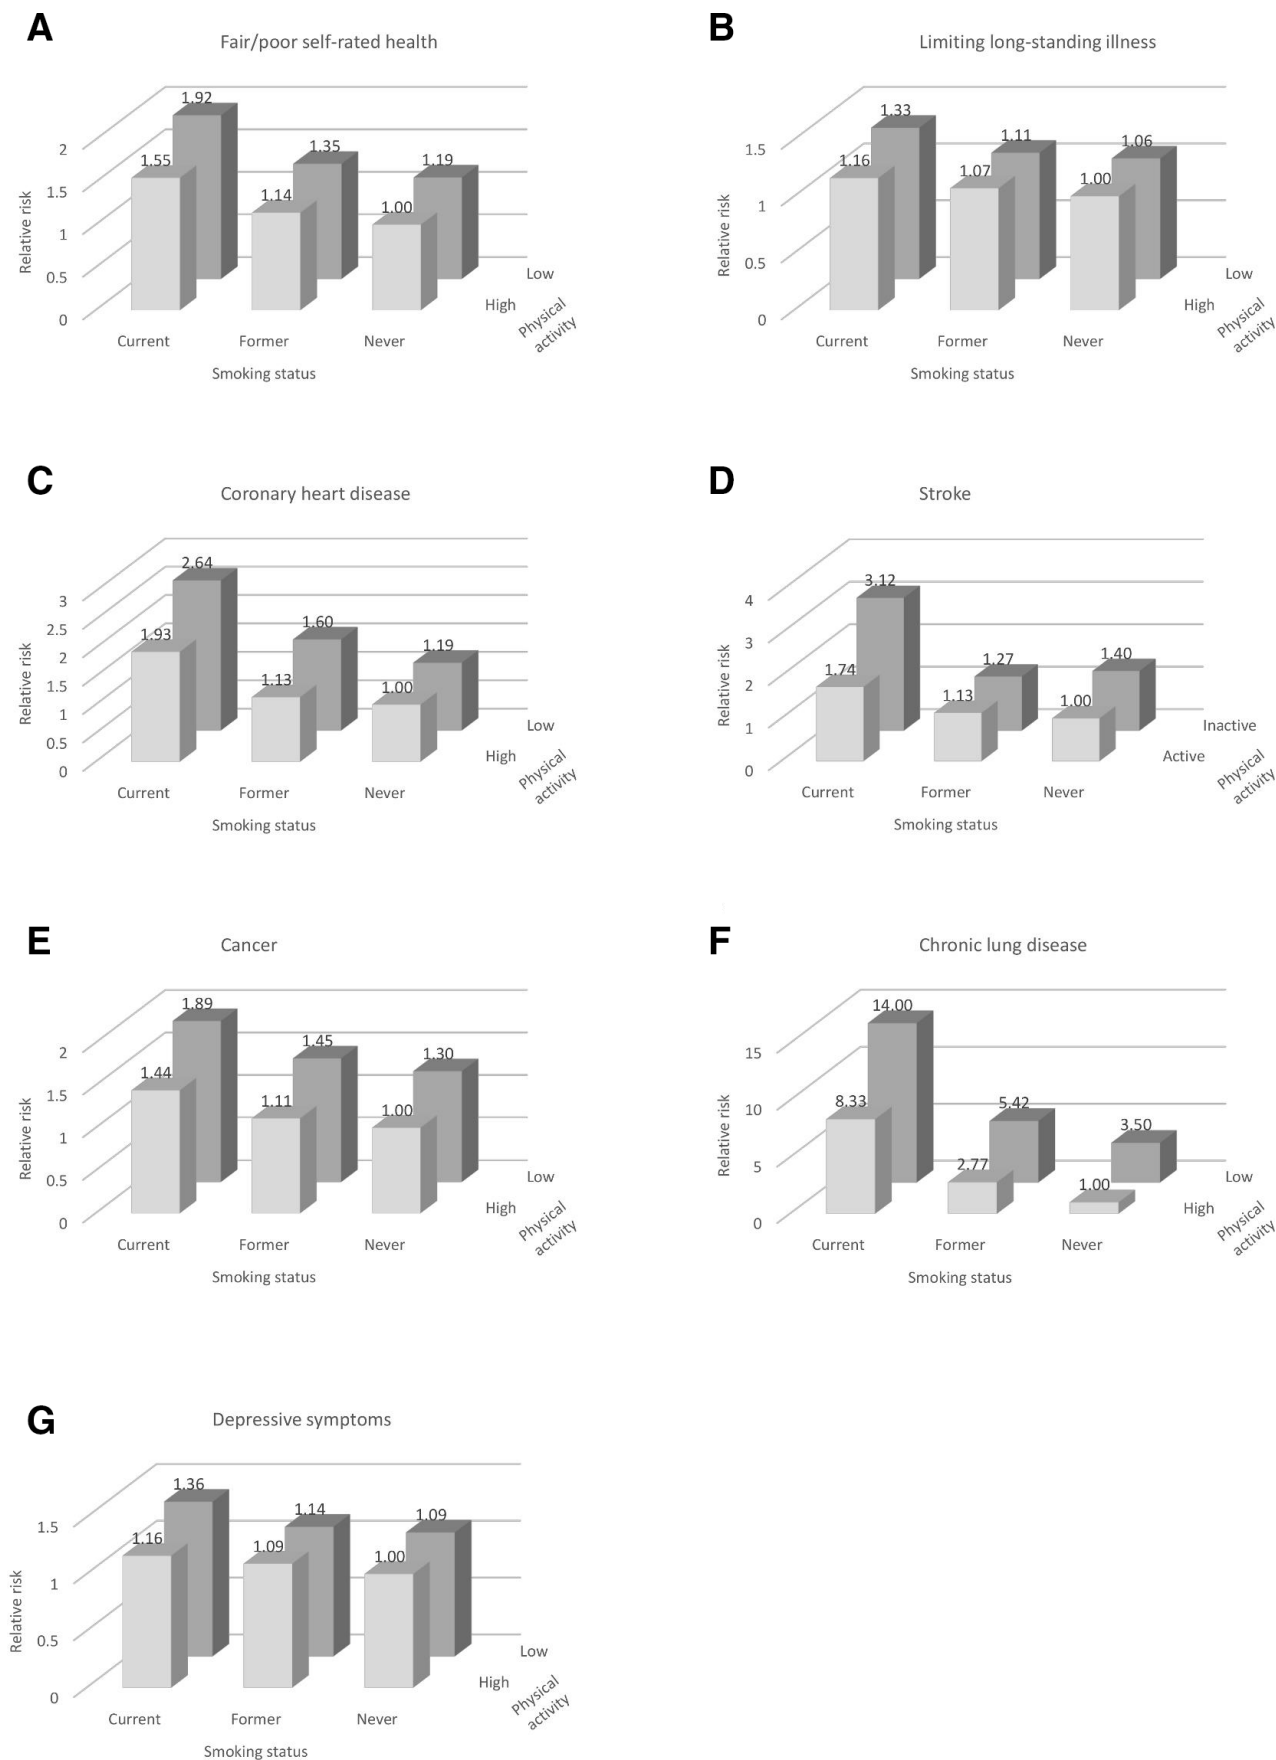 A
Fair/poor self-rated health
1.92
2
1.55
1.35
1.19
1.5
1.14
1.00
1
0.5
0
Relative risk
Low
High
Physical
activity
Current
Former
Never
Smoking status
B
Limiting long-standing illness
1.33
1.5
1.16
1.11
1.06
1.07
1.00
1
0.5
0
Relative risk
Low
High
Physical
activity
Current
Former
Never
Smoking status
C
Coronary heart disease
2.64
3
2.5
1.93
1.60
2
1.19
1.5
1.13
1.00
1
0.5
0
Relative risk
Low
High
Physical
activity
Current
Former
Never
Smoking status
D
Stroke
3.12
4
3
1.74
1.27
1.40
2
1.13
1.00
1
0
Relative risk
Inactive
Active
Physical
activity
Current
Former
Never
Smoking status
E
Cancer
1.89
2
1.44
1.45
1.30
1.5
1.11
1.00
1
0.5
0
Relative risk
Low
High
Physical
activity
Current
Former
Never
Smoking status
F
Chronic lung disease
14.00
15
8.33
5.42
3.50
10
2.77
1.00
5
0
Relative risk
Low
High
Physical
activity
Current
Former
Never
Smoking status
G
Depressive symptoms
1.36
1.5
1.16
1.14
1.09
1.09
1.00
1
0.5
0
Relative risk
Low
High
Physical
activity
Current
Former
Never
Smoking status